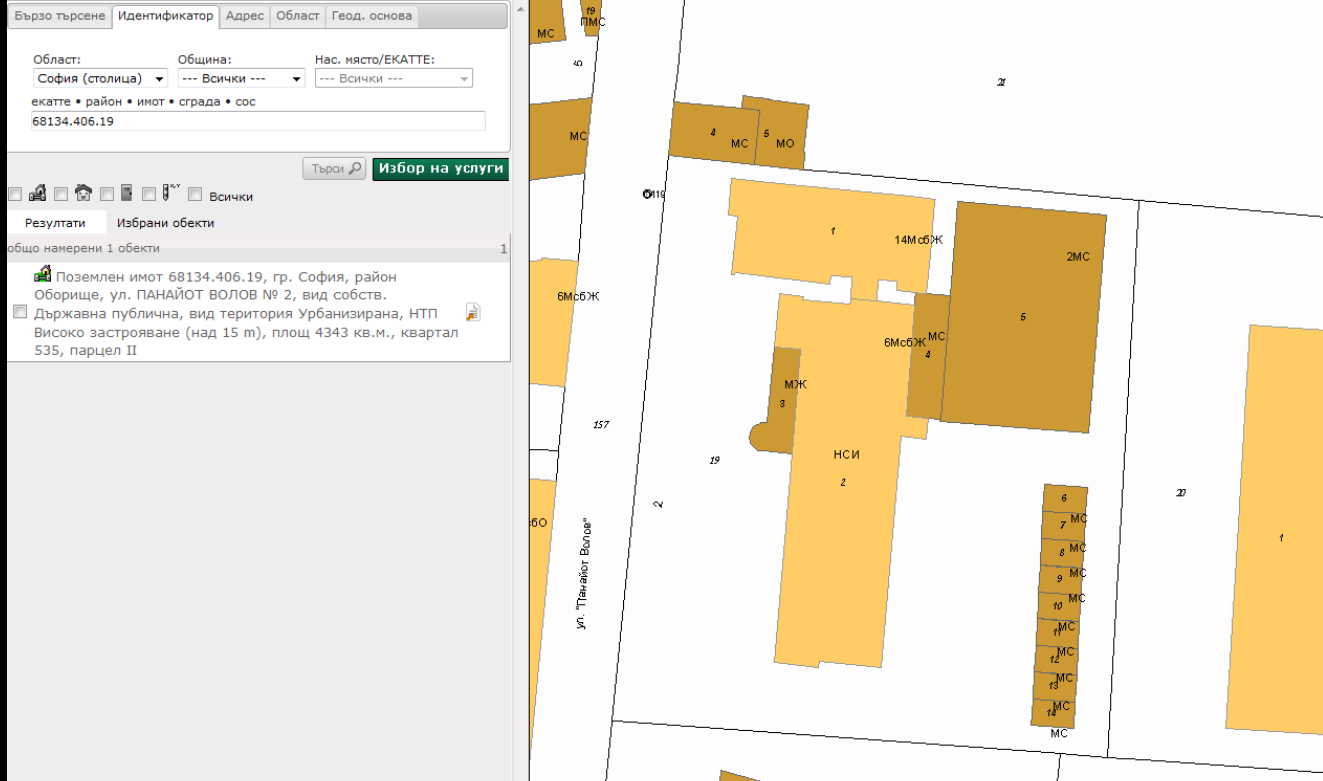 Бързо търсене Идентификатор Адрес Област Геод. основа
Област: Община: Нас. място/ЕКАТТЕ:
София (столица) --- Всички --- --- Всички ---
екатте • район • имот • сграда • сос
68134.406.19
Търси Избор на услуги
x,y Всички
Резултати Избрани обекти
общо намерени 1 обекти 1
Поземлен имот 68134.406.19, гр. София, район
Оборище, ул. ПАНАЙОТ ВОЛОВ № 2, вид собств.
Държавна публична, вид територия Урбанизирана, НТП
Високо застрояване (над 15 m), площ 4343 кв.м., квартал
535, парцел II
19
ПМС
МС
5
21
МС
4 МС 5 МО
1
14МсбЖ
2МС
6МсбЖ
5
6МсбЖ МС
4
МЖ
3
157
19
НСИ
2
2
20
1
ул. "Панайот Волов"
6
7 МС
8 МС
9 МС
10 МС
11 МС
12 МС
13 МС
14 МС
МС